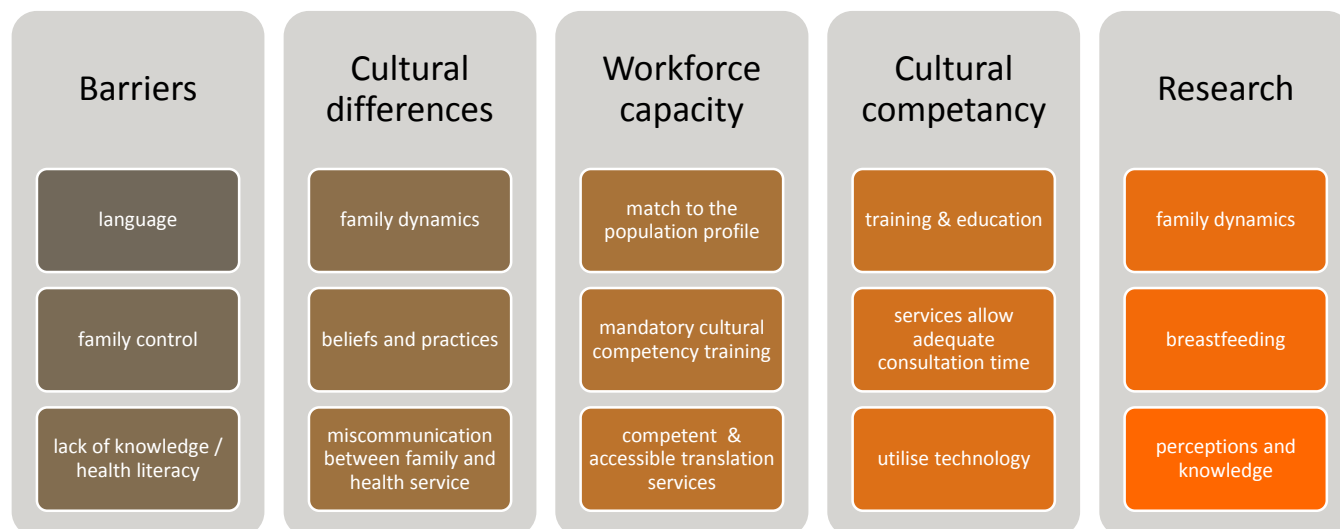 Barriers
language
family control
lack of knowledge /
health literacy
Cultural
differences
family dynamics
beliefs and practices
miscommunication
between family and
health service
Workforce
capacity
match to the
population profile
mandatory cultural
competency training
competent  &
accessible translation
services
Cultural
competancy
training & education
services allow
adequate
consultation time
utilise technology
Research
family dynamics
breastfeeding
perceptions and
knowledge